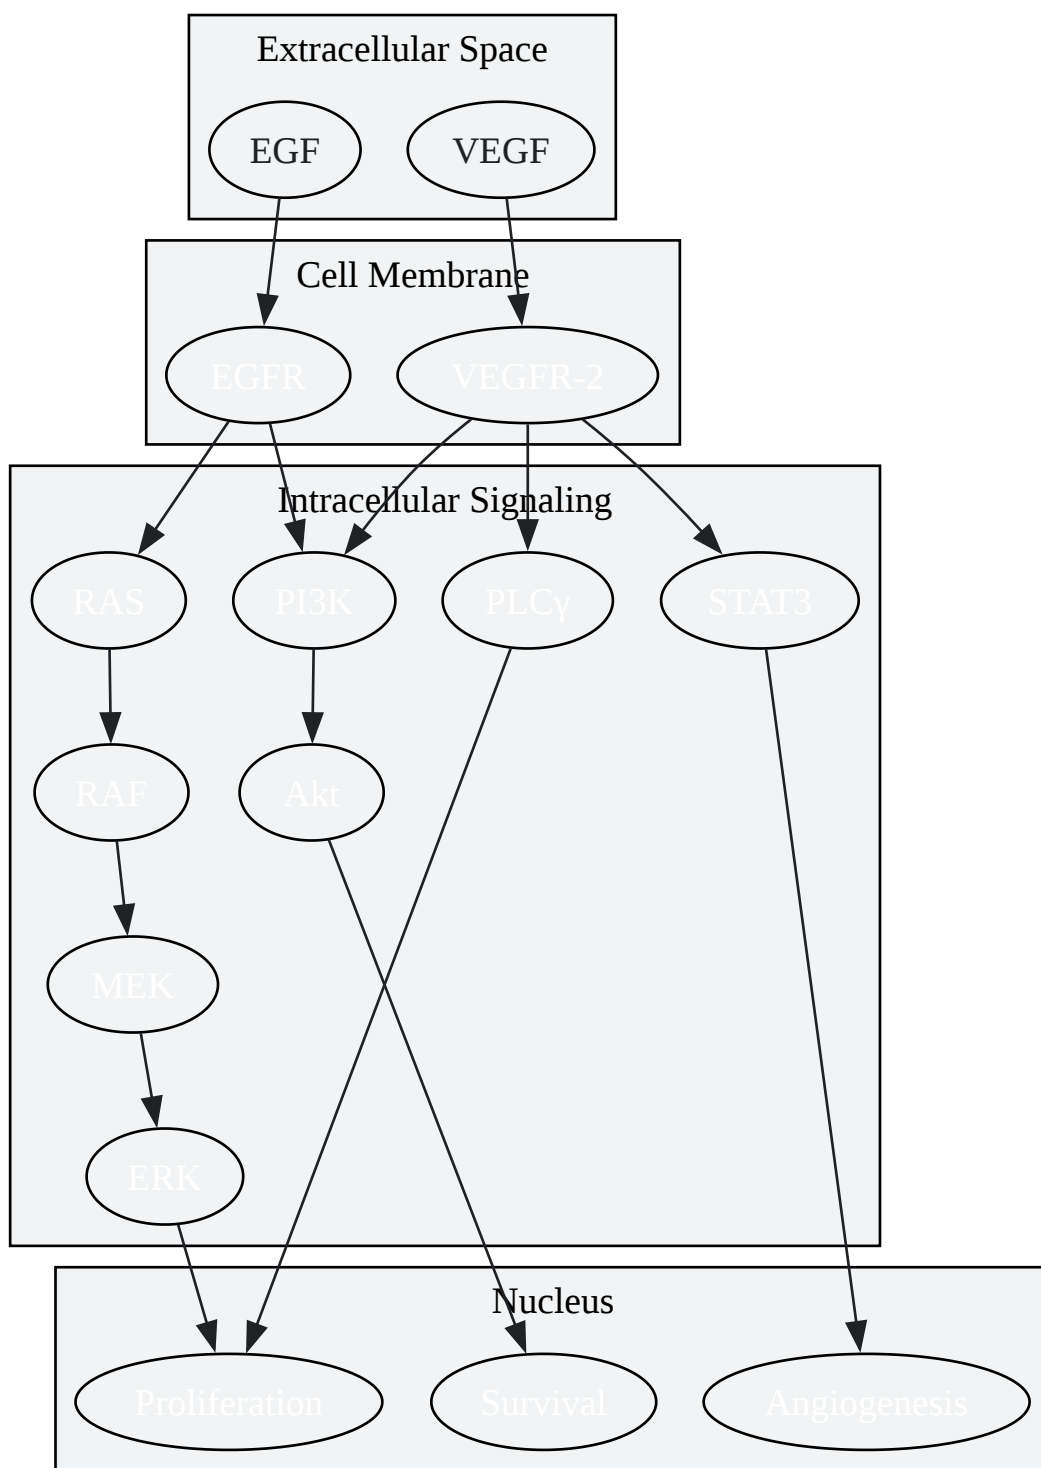 Extracellular Space
EGF VEGF
Cell Membrane
EGFR VEGFR-2
Intracellular Signaling
RAS PI3K PLCγ STAT3
RAF Akt
MEK
ERK
Nucleus
Proliferation Survival Angiogenesis